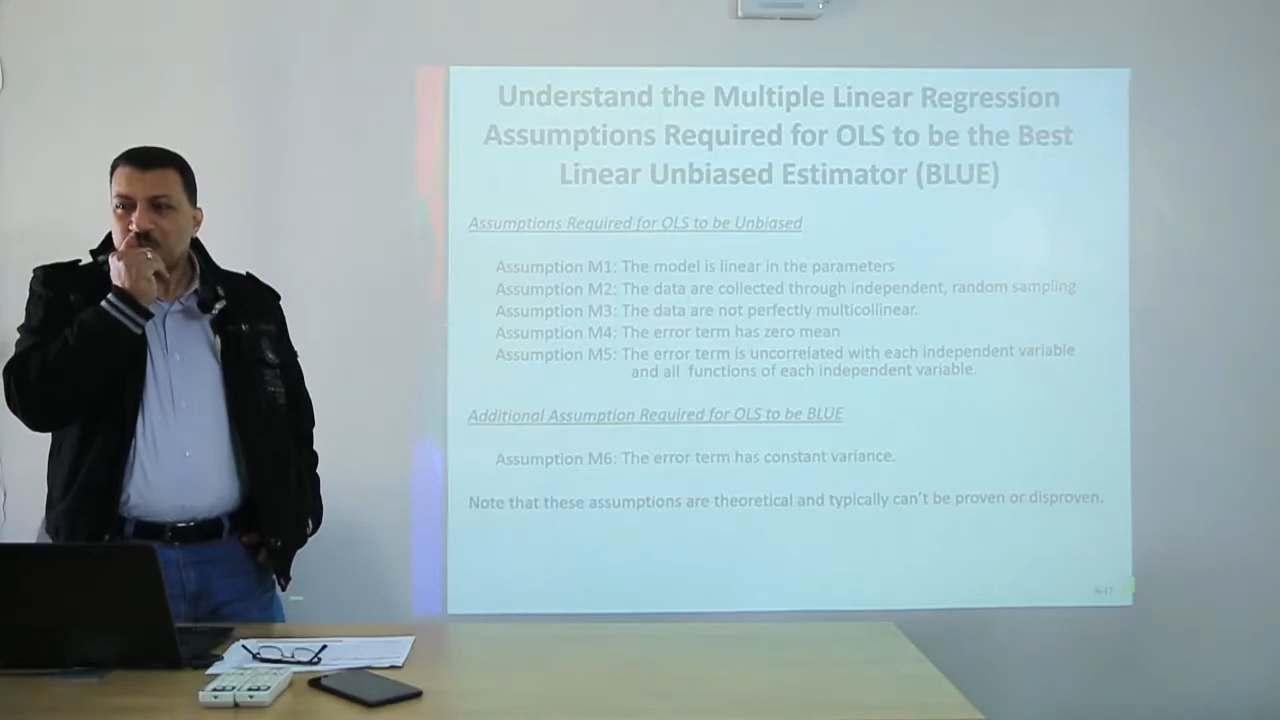 Understand the Multiple Linear Regression
Assumptions Required for OLS to be the Best
Linear Unbiased Estimator (BLUE)
Assumptions Required for OLS to be Unbiased
Assumption M1: The model is linear in the parameters
Assumption M2: The data are collected through independent, random sampling
Assumption M3: The data are not perfectly multicollinear.
Assumption M4: The error term has zero mean
Assumption M5: The error term is uncorrelated with each independent variable
and all functions of each independent variable.
Additional Assumption Required for OLS to be BLUE
Assumption M6: The error term has constant variance.
Note that these assumptions are theoretical and typically can't be proven or disproven.